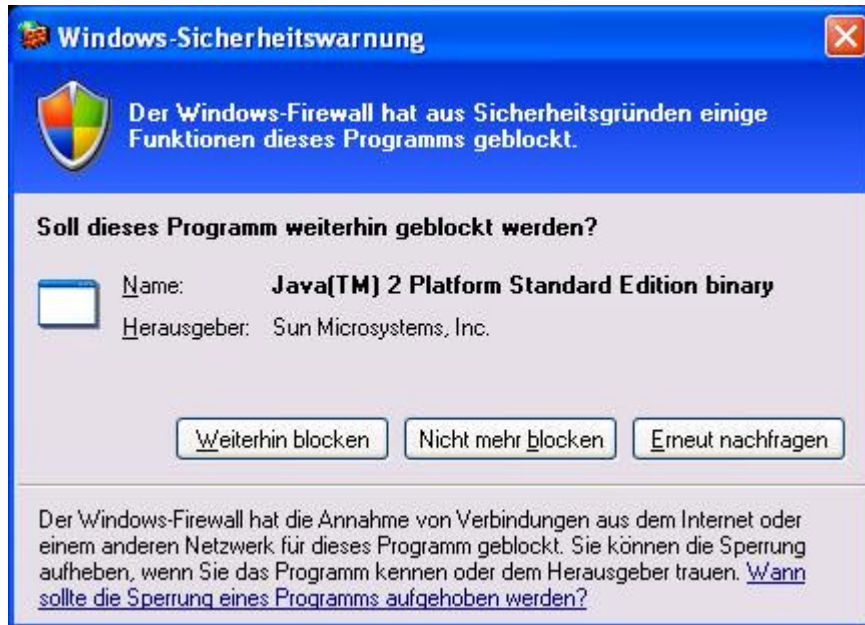 Windows-Sicherheitswarnung
Der Windows-Firewall hat aus Sicherheitsgründen einige
Funktionen dieses Programms geblockt.
Soll dieses Programm weiterhin geblockt werden?
Name: Java(TM) 2 Platform Standard Edition binary
Herausgeber: Sun Microsystems, Inc.
Weiterhin blocken Nicht mehr blocken Erneut nachfragen
Der Windows-Firewall hat die Annahme von Verbindungen aus dem Internet oder
einem anderen Netzwerk für dieses Programm geblockt. Sie können die Sperrung
aufheben, wenn Sie das Programm kennen oder dem Herausgeber trauen. Wann
sollte die Sperrung eines Programms aufgehoben werden?